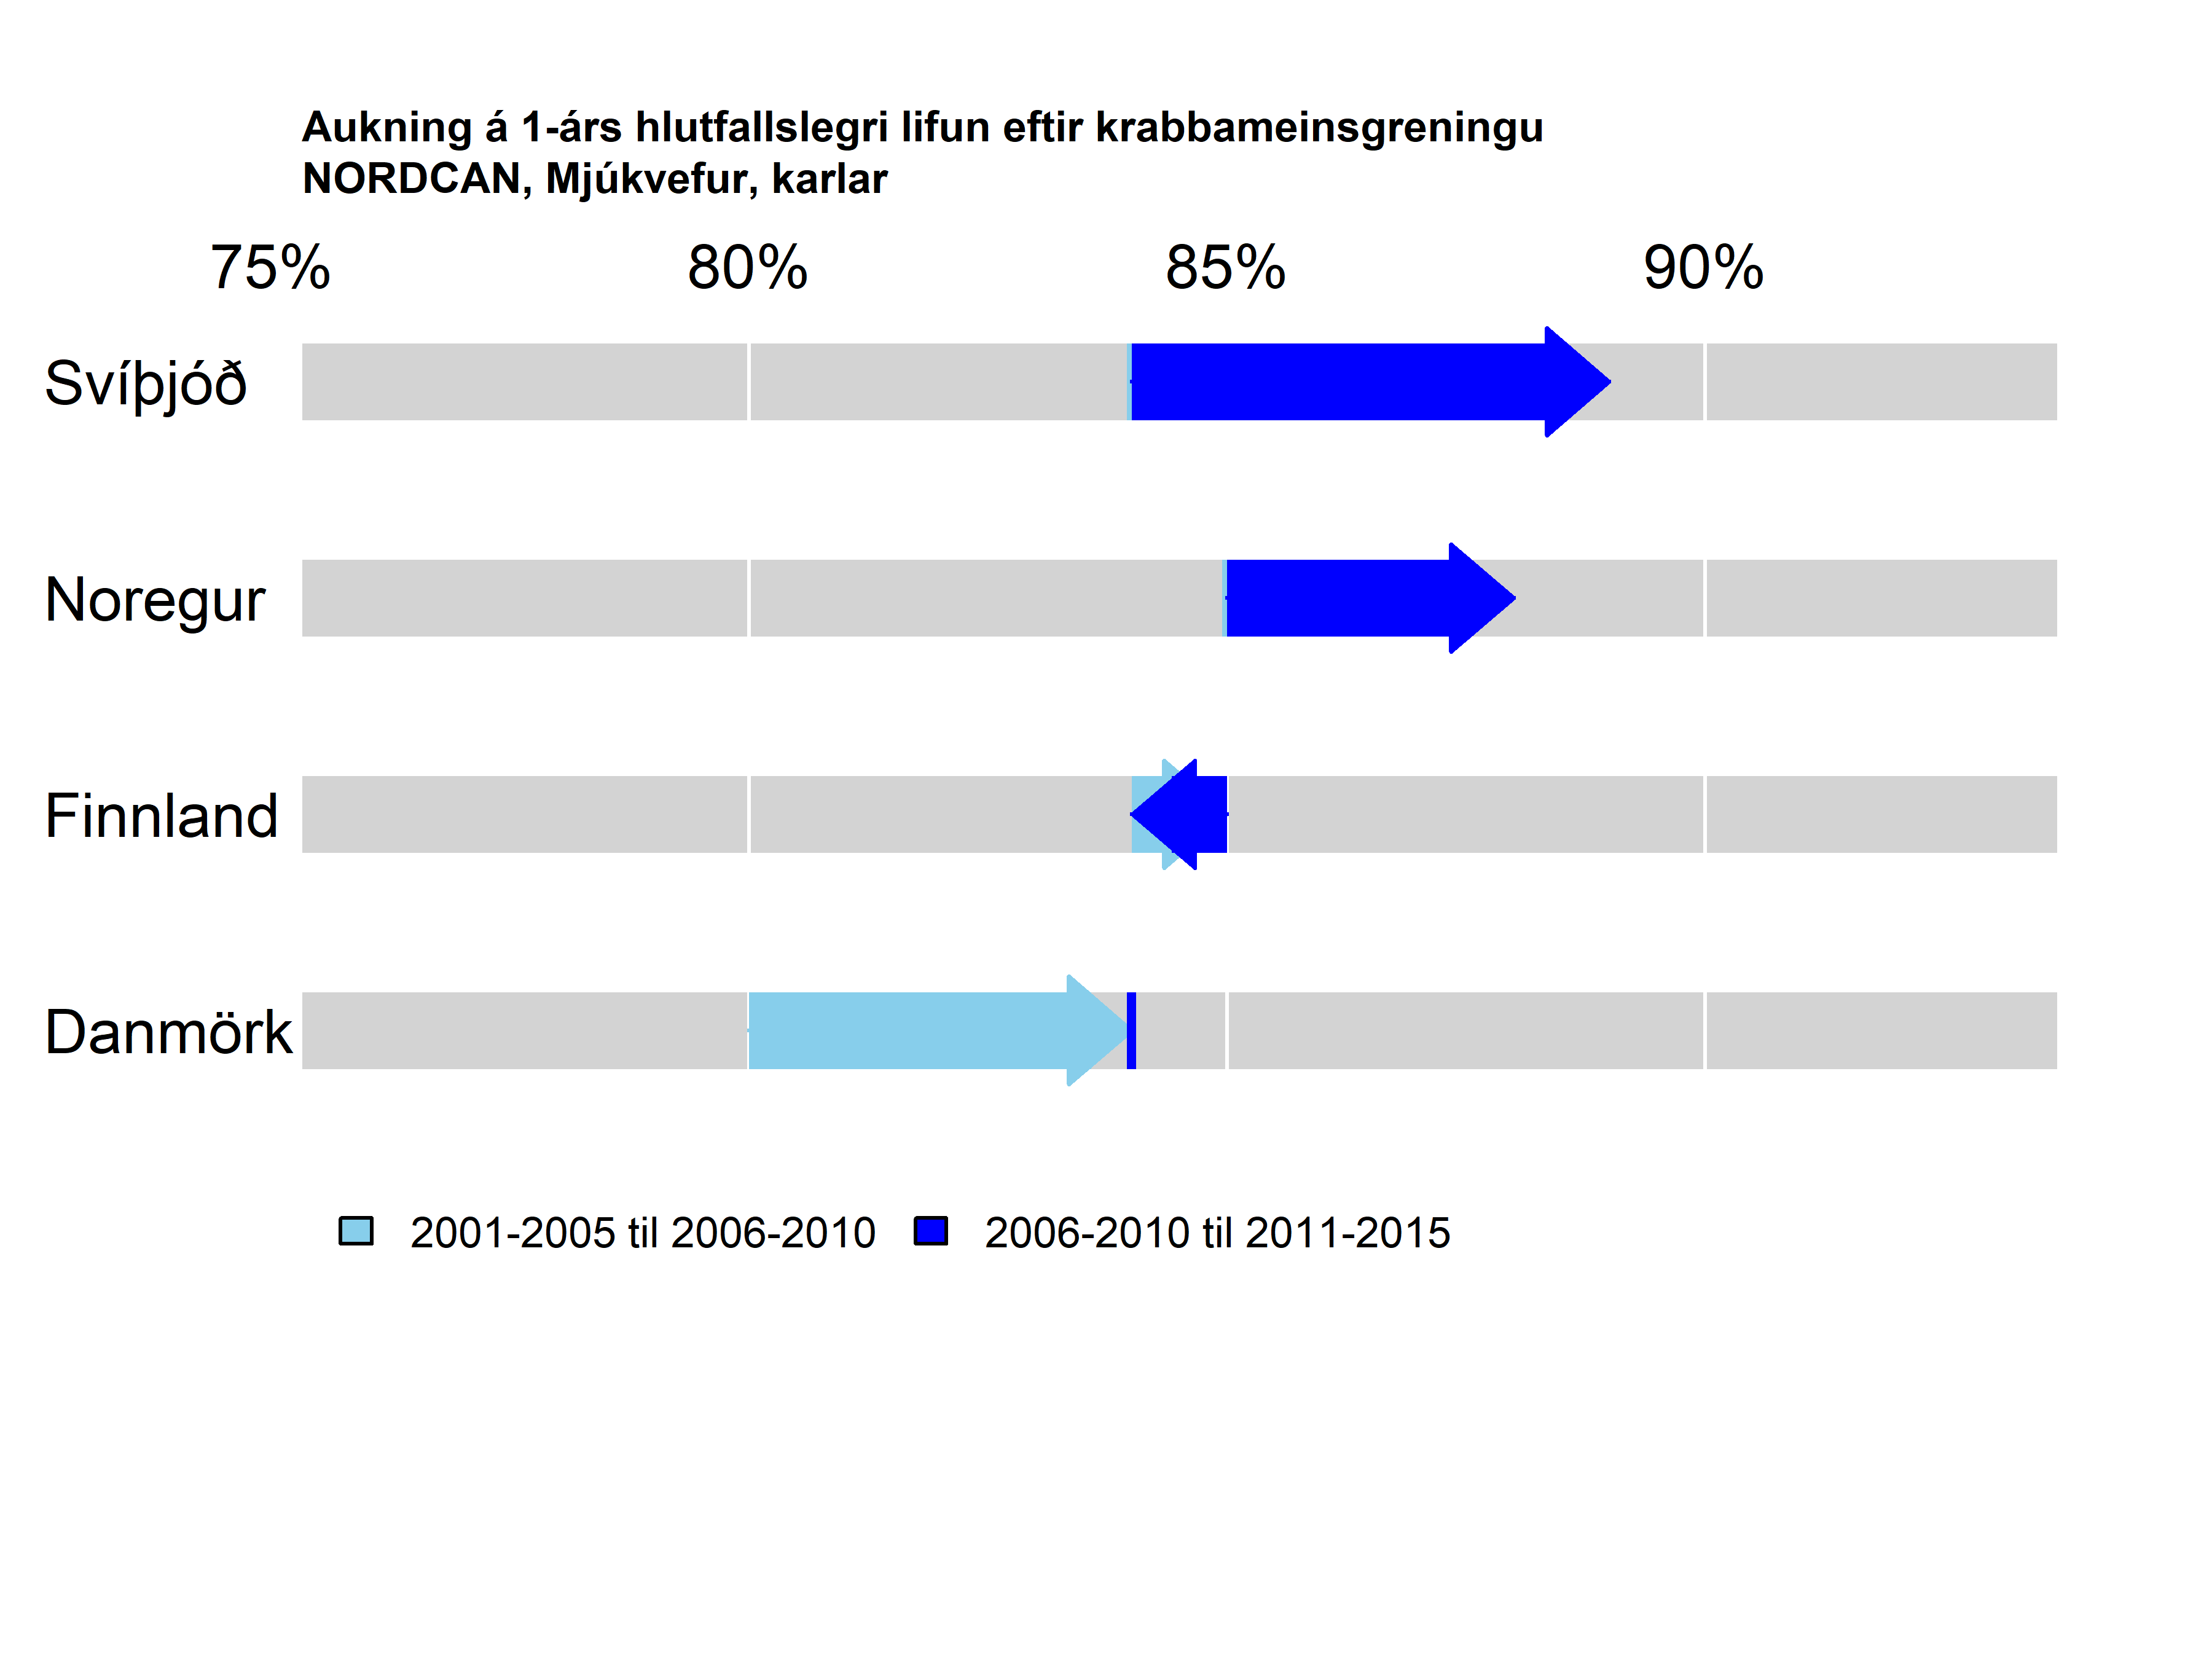 Aukning á 1-árs hlutfallslegri lifun eftir krabbameinsgreningu
NORDCAN, Mjúkvefur, karlar
75% 80% 85% 90%
Svíþjóð
Noregur
Finnland
Danmörk
2001-2005 til 2006-2010 2006-2010 til 2011-2015